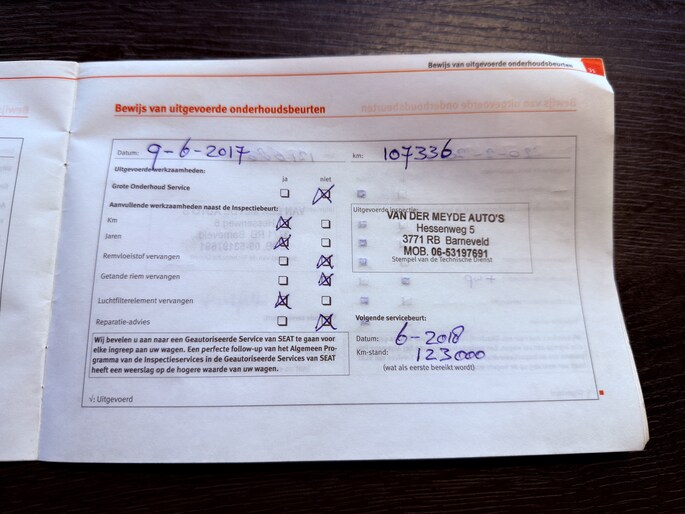 Bewijs van uitgevoerde onderhoudsbeurten
Bewijs van uitgevoerde onderhoudsbeurten
Datum: 9-6-2017 km: 107336
Uitgevoerde werkzaamheden:
ja niet
Grote Onderhoud Service
Aanvullende werkzaamheden naast de Inspectiebeurt:
Km
Jaren
Remvloeistof vervangen
Getande riem vervangen
Luchtfilterelement vervangen
Reparatie-advies
Uitgevoerde inspectie:
VAN DER MEYDE AUTO'S
Hessenweg 5
3771 RB Barneveld
MOB. 06-53197691
Stempel van de Technische Dienst
Volgende servicebeurt:
Datum: 6-2018
Km-stand: 123000
(wat als eerste bereikt wordt)
Wij bevelen u aan naar een Geautoriseerde Service van SEAT te gaan voor
elke ingreep aan uw wagen. Een perfecte follow-up van het Algemeen Pro-
gramma van de Inspectieservices in de Geautoriseerde Services van SEAT
heeft een weerslag op de hogere waarde van uw wagen.
√: Uitgevoerd